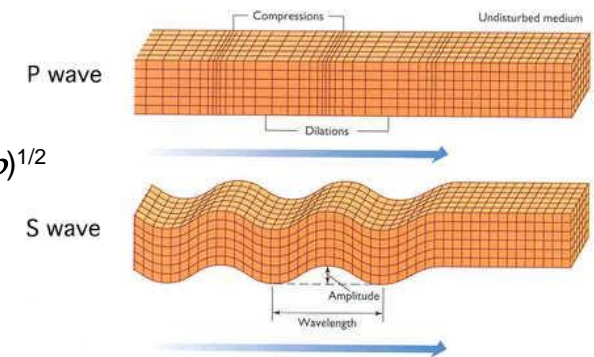 Compressions
Undisturbed medium
P wave
Dilations
)1/2
S wave
Amplitude
Wavelength